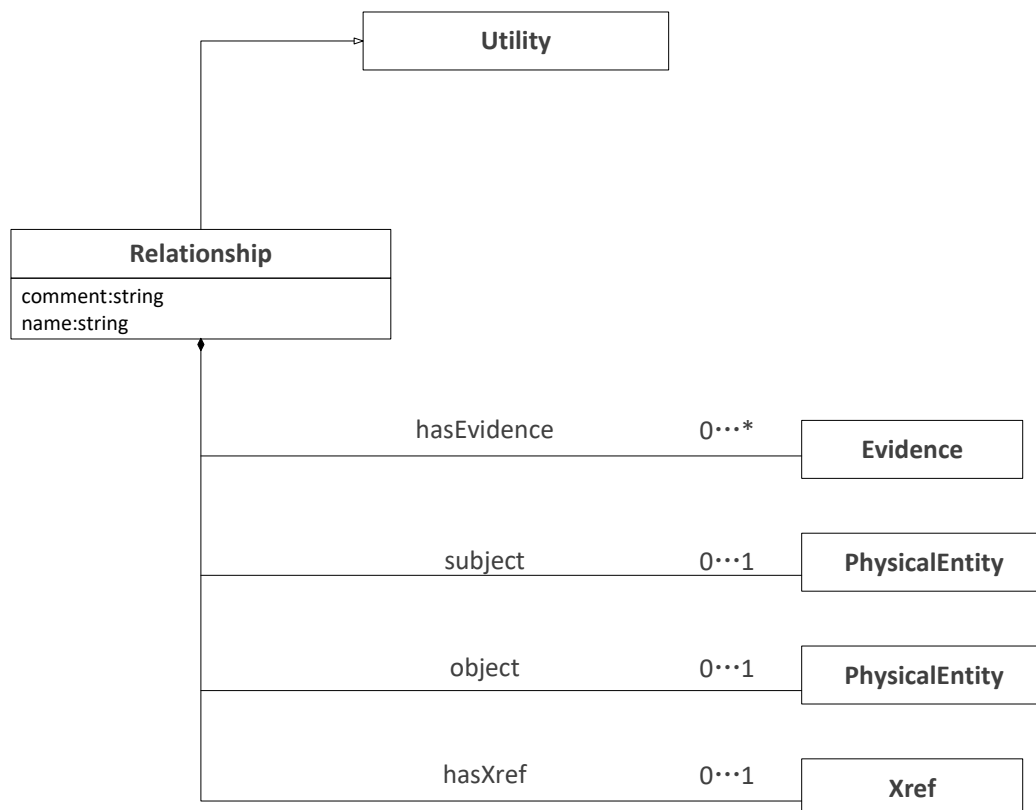 Utility
Relationship
comment:string
name:string
hasEvidence 0⋯*
Evidence
subject 0⋯1
PhysicalEntity
object 0⋯1
PhysicalEntity
hasXref 0⋯1
Xref